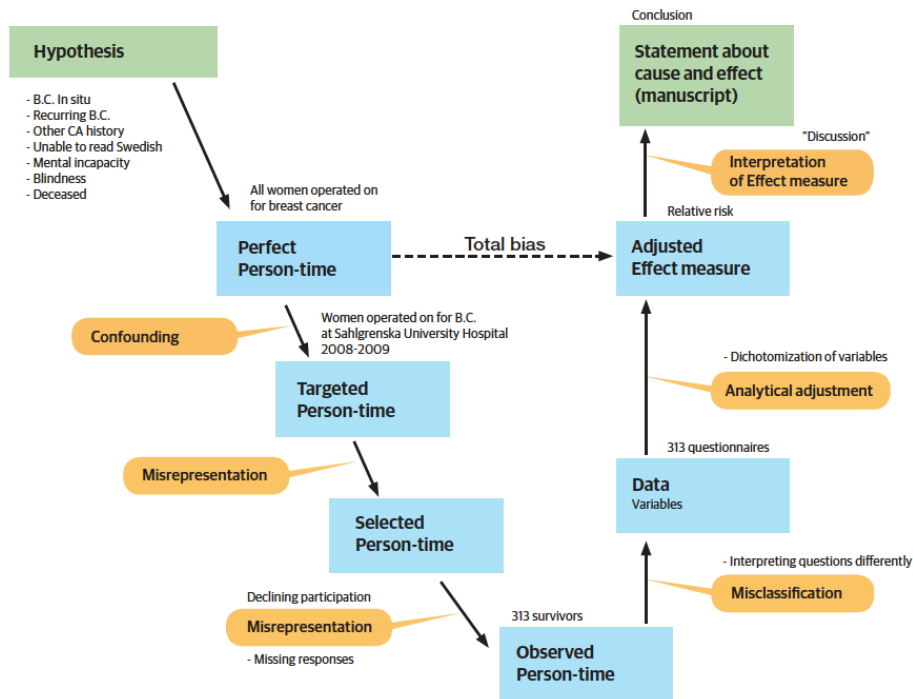 Hypothesis
- B.C. In situ
- Recurring B.C.
- Other CA history
- Unable to read Swedish
- Mental incapacity
- Blindness
- Deceased
All women operated on
for breast cancer
Perfect
Person-time
Total bias
Confounding
Women operated on for B.C.
at Sahlgrenska University Hospital
2008-2009
Targeted
Person-time
Misrepresentation
Selected
Person-time
Declining participation
Misrepresentation
- Missing responses
313 survivors
Observed
Person-time
- Interpreting questions differently
Misclassification
313 questionnaires
Data
Variables
- Dichotomization of variables
Analytical adjustment
Relative risk
Adjusted
Effect measure
"Discussion"
Interpretation
of Effect measure
Conclusion
Statement about
cause and effect
(manuscript)